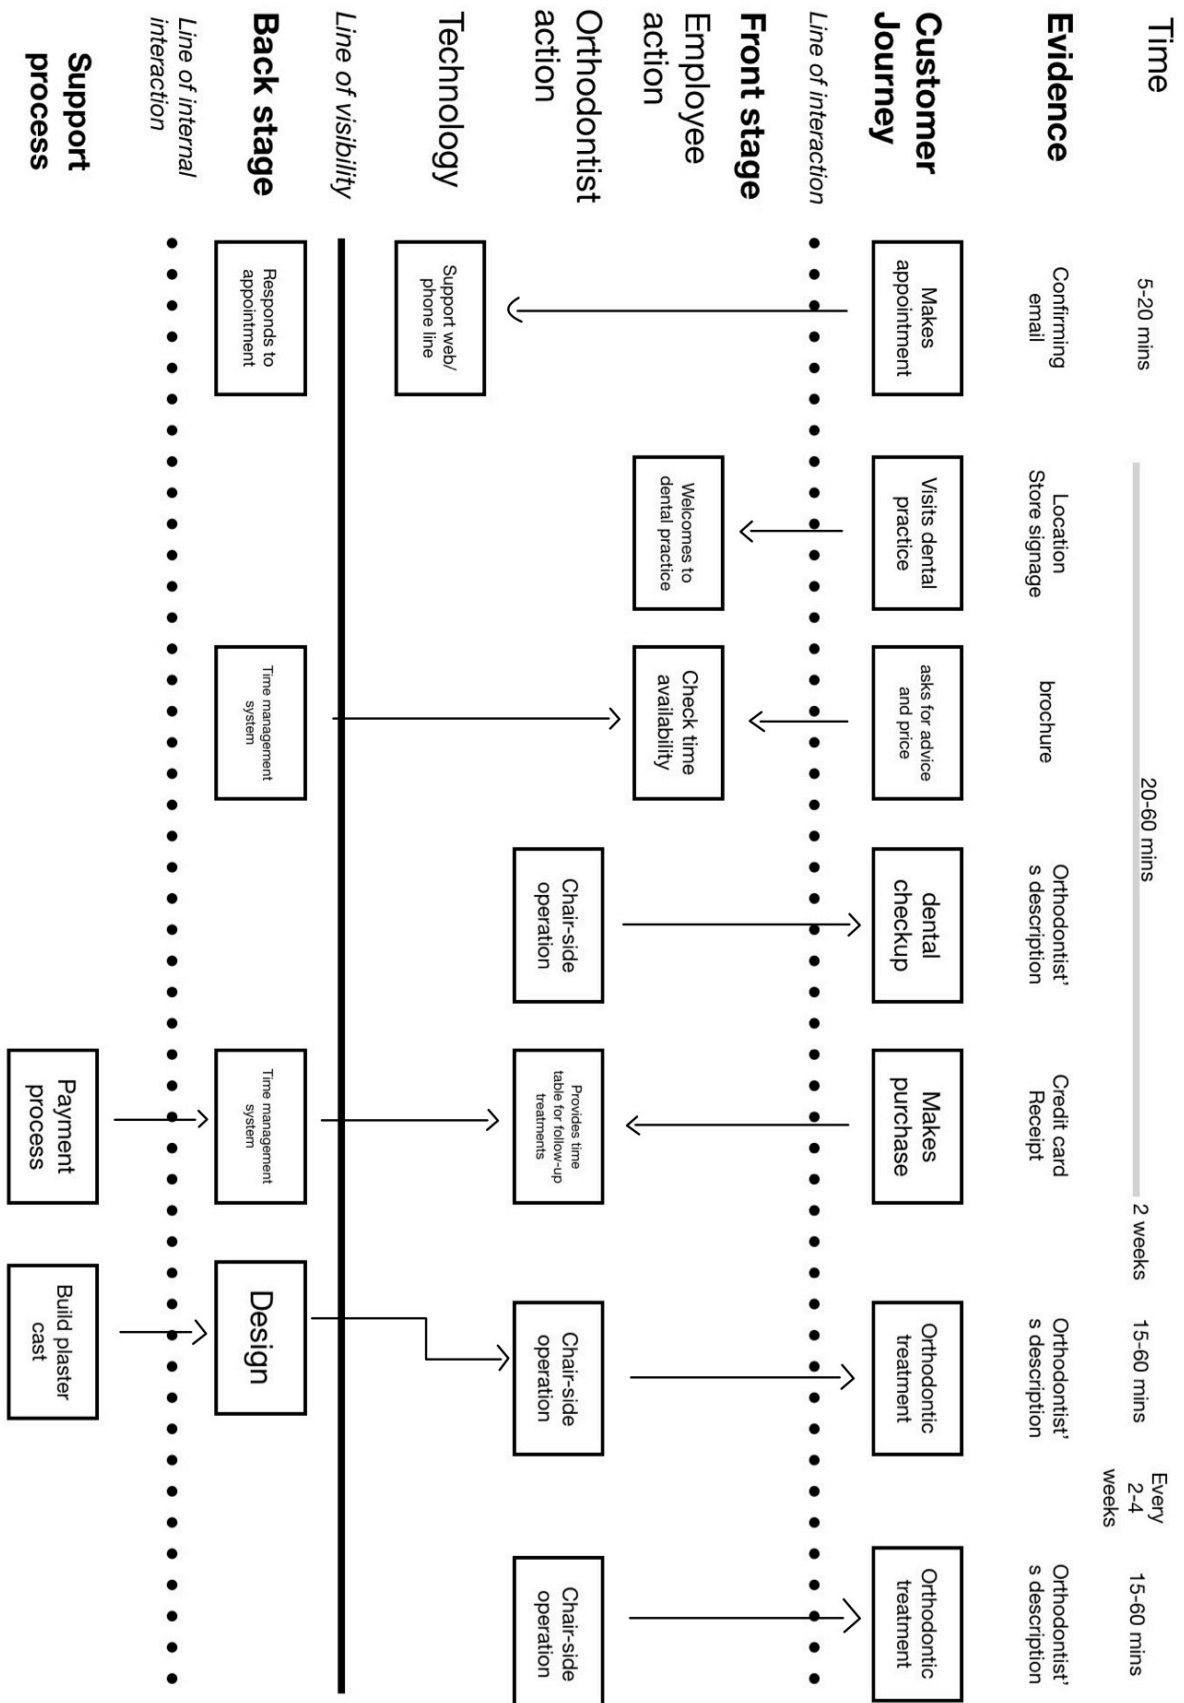 Time
5-20 mins
20-60 mins
2 weeks
15-60 mins
Every
2-4
weeks
15-60 mins
Evidence
Confirming
email
Location
Store signage
brochure
Orthodontist'
s description
Credit card
Receipt
Orthodontist'
s description
Orthodontist'
s description
Customer
Journey
Makes
appointment
Visits dental
practice
asks for advice
and price
dental
checkup
Makes
purchase
Orthodontic
treatment
Orthodontic
treatment
Line of interaction
Front stage
Employee
action
Welcomes to
dental practice
Check time
availability
Orthodontist
action
Chair-side
operation
Provides time
table for follow-up
treatments
Chair-side
operation
Chair-side
operation
Technology
Support web/
phone line
Line of visibility
Back stage
Responds to
appointment
Time management
system
Time management
system
Design
Line of internal
interaction
Support
process
Payment
process
Build plaster
cast